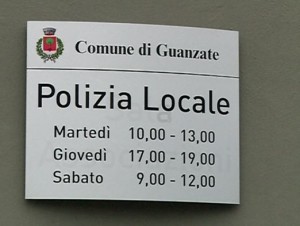 Comune di Guanzate
Polizia Locale
Martedì 10,00 - 13,00
Giovedì 17,00 - 19,00
Sabato 9,00 - 12,00